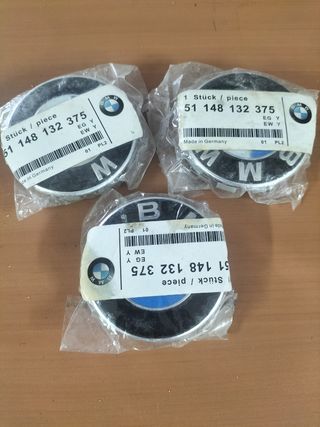 1 Stück / piece
51 148 132 375
EG Y
EW Y
Made in Germany 01 PL2
W
1 Stück / piece
51 148 132 375
EG Y
EW Y
Made in Germany 01 PL2
B M W
Stück / piece
51 148 132 375
EG Y
EW Y
Made in Germany 01 PL2
B